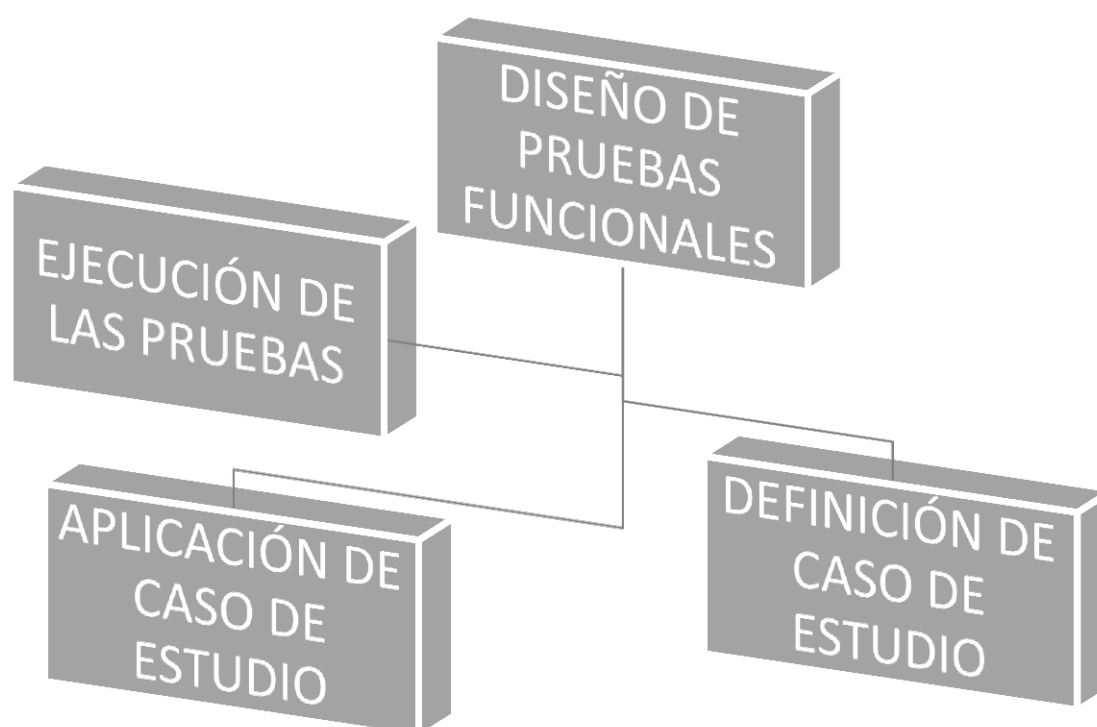 DISEÑO DE
PRUEBAS
FUNCIONALES
EJECUCIÓN DE
LAS PRUEBAS
APLICACIÓN DE
CASO DE
ESTUDIO
DEFINICIÓN DE
CASO DE
ESTUDIO